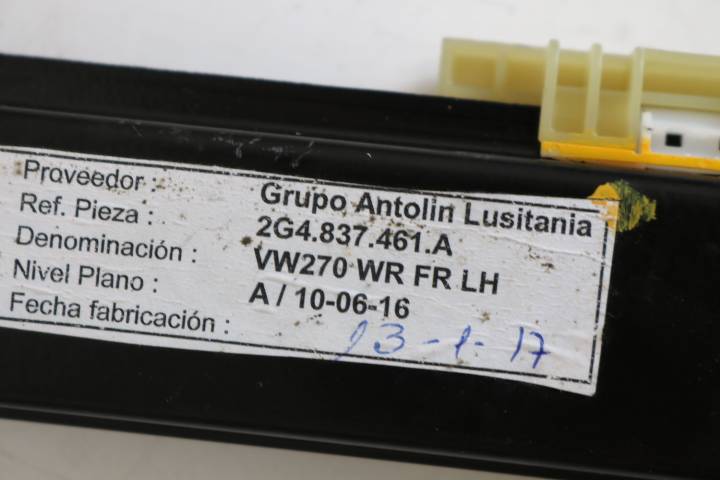 Proveedor : Grupo Antolin Lusitania
Ref. Pieza : 2G4.837.461.A
Denominación : VW270 WR FR LH
Nivel Plano : A / 10-06-16
Fecha fabricación : 13-1-17